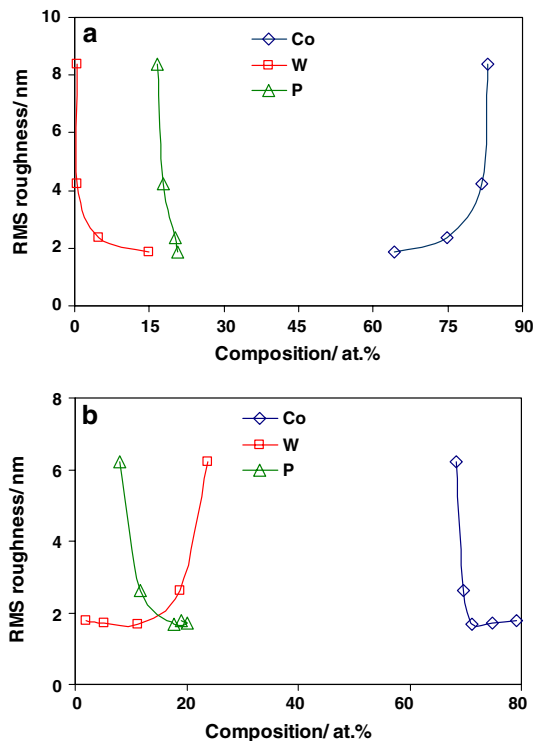 a
Co
W
P
RMS roughness/ nm
10
8
6
4
2
0
0 15 30 45 60 75 90
Composition/ at.%
b
Co
W
P
RMS roughness/ nm
8
6
4
2
0
0 20 40 60 80
Composition/ at.%